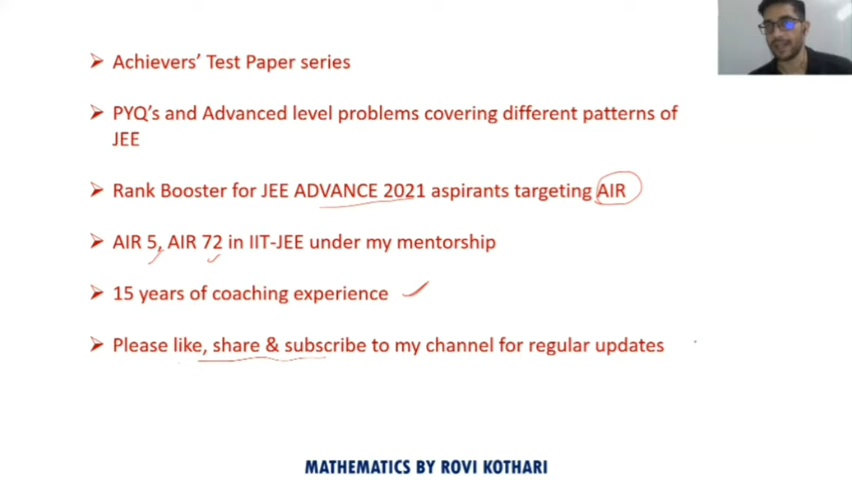 ➢ Achievers’ Test Paper series
➢ PYQ’s and Advanced level problems covering different patterns of
JEE
➢ Rank Booster for JEE ADVANCE 2021 aspirants targeting AIR
➢ AIR 5, AIR 72 in IIT-JEE under my mentorship
➢ 15 years of coaching experience
➢ Please like, share & subscribe to my channel for regular updates
MATHEMATICS BY ROVI KOTHARI